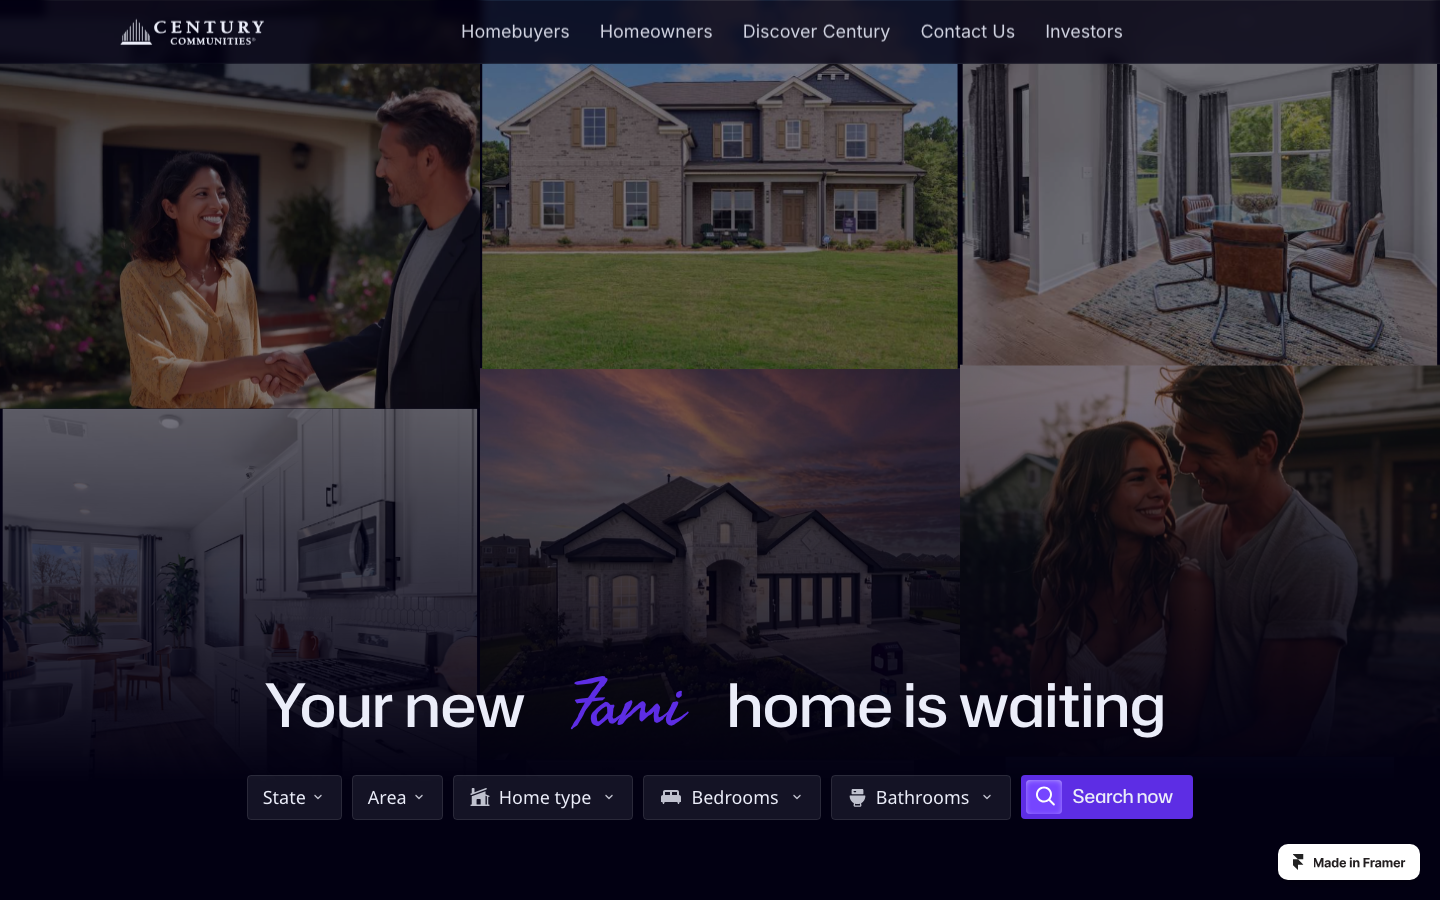 CENTURY
COMMUNITIES
Homebuyers Homeowners Discover Century Contact Us Investors
Your new Fami home is waiting
State Area Home type Bedrooms Bathrooms Search now
Made in Framer